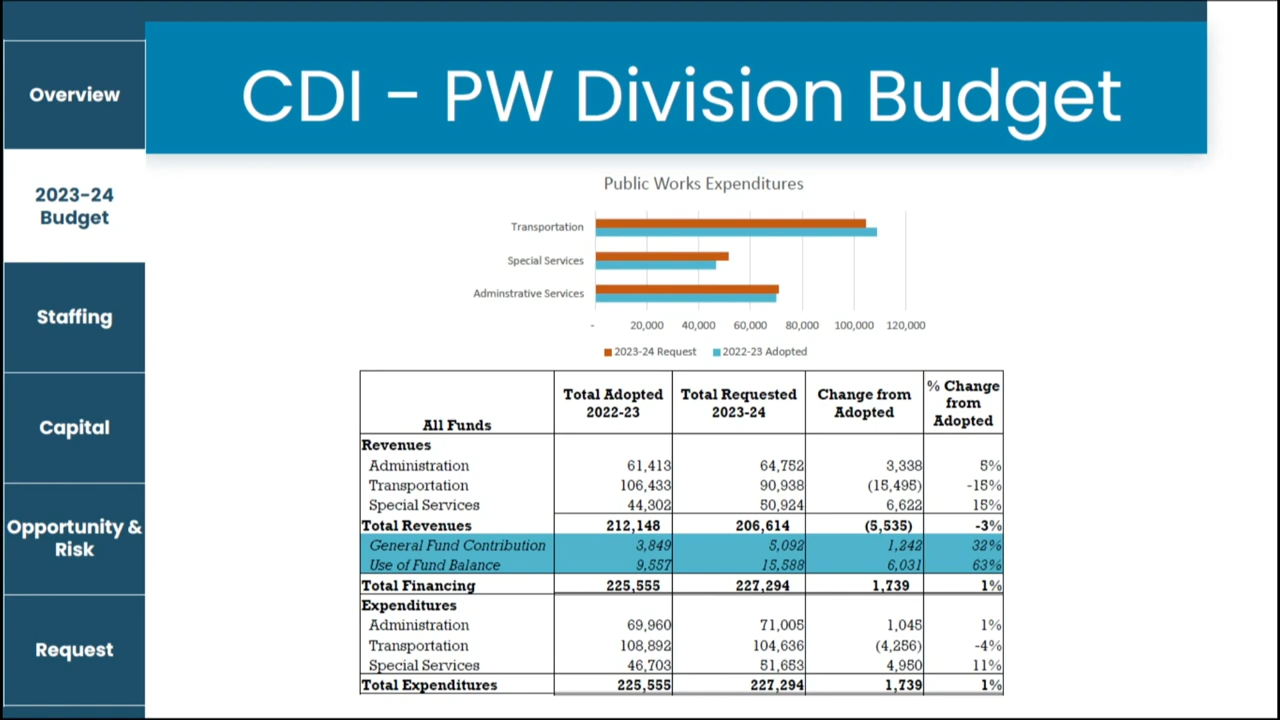 CDI - PW Division Budget
Overview
2023-24
Budget
Staffing
Capital
Opportunity &
Risk
Request
Public Works Expenditures
Transportation
Special Services
Adminstrative Services
- 20,000 40,000 60,000 80,000 100,000 120,000
2023-24 Request 2022-23 Adopted
All Funds Total Adopted 2022-23 Total Requested 2023-24 Change from Adopted % Change from Adopted
Revenues
Administration 61,413 64,752 3,338 5%
Transportation 106,433 90,938 (15,495) -15%
Special Services 44,302 50,924 6,622 15%
Total Revenues 212,148 206,614 (5,535) -3%
General Fund Contribution 3,849 5,092 1,242 32%
Use of Fund Balance 9,557 15,588 6,031 63%
Total Financing 225,555 227,294 1,739 1%
Expenditures
Administration 69,960 71,005 1,045 1%
Transportation 108,892 104,636 (4,256) -4%
Special Services 46,703 51,653 4,950 11%
Total Expenditures 225,555 227,294 1,739 1%